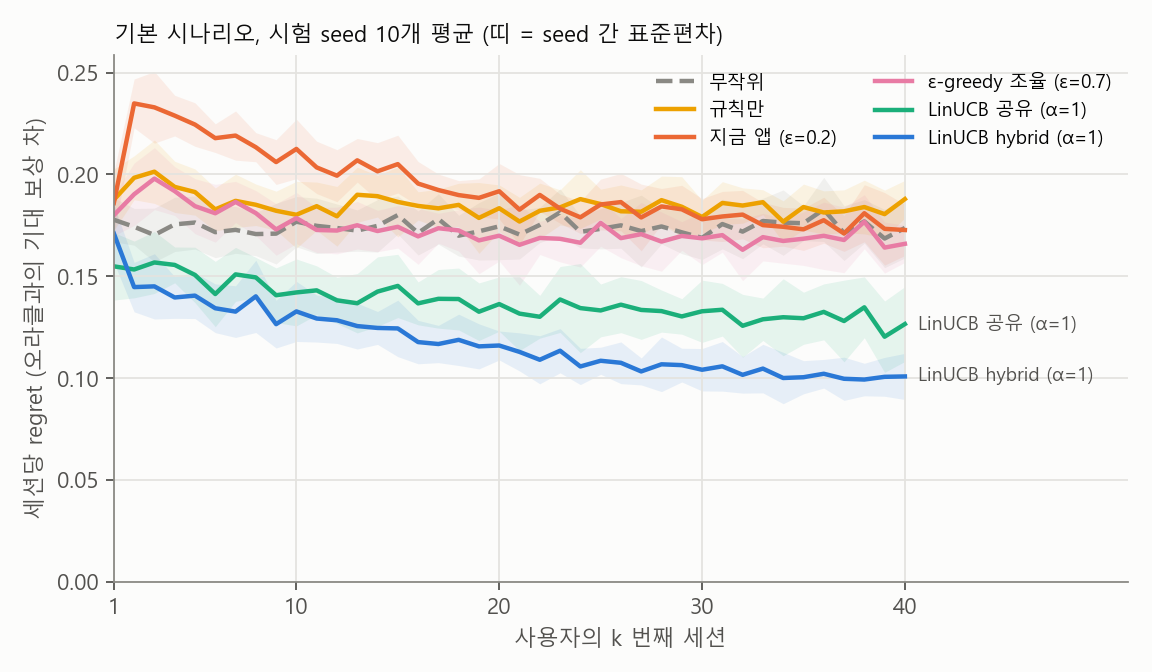 기본 시나리오, 시험 seed 10개 평균 (띠 = seed 간 표준편차)
세션당 regret (오라클과의 기대 보상 차)
0.25
0.20
0.15
0.10
0.05
0.00
무작위
규칙만
지금 앱 (ε=0.2)
ε-greedy 조율 (ε=0.7)
LinUCB 공유 (α=1)
LinUCB hybrid (α=1)
LinUCB 공유 (α=1)
LinUCB hybrid (α=1)
1 10 20 30 40
사용자의 k 번째 세션